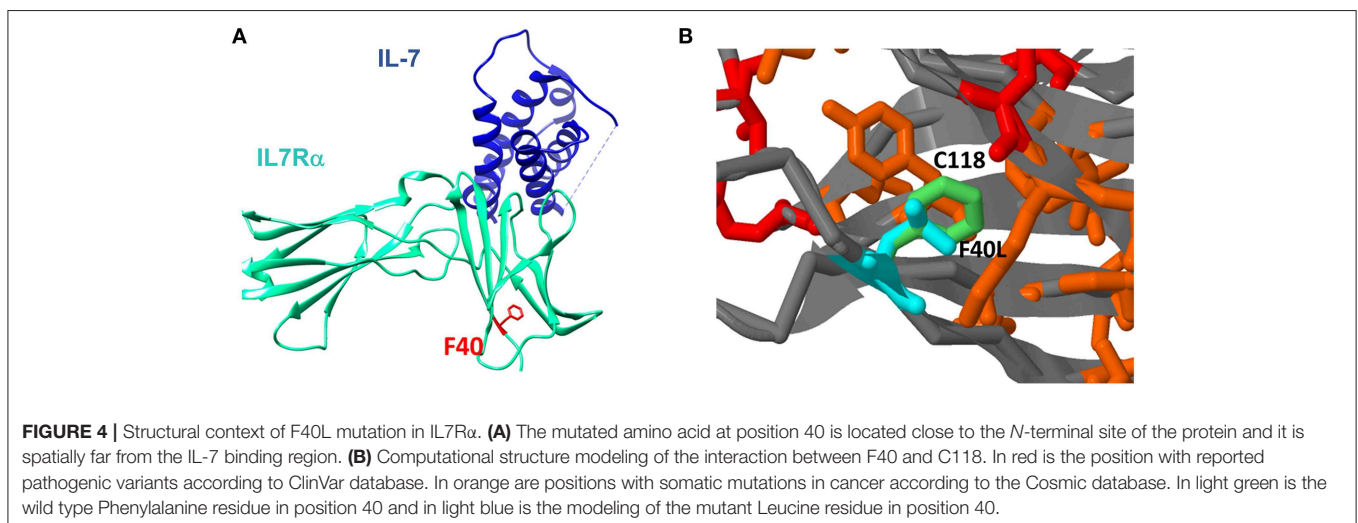 A
IL-7
IL7Rα
F40
B
C118
F40L
FIGURE 4 | Structural context of F40L mutation in IL7Rα. (A) The mutated amino acid at position 40 is located close to the N-terminal site of the protein and it is
spatially far from the IL-7 binding region. (B) Computational structure modeling of the interaction between F40 and C118. In red is the position with reported
pathogenic variants according to ClinVar database. In orange are positions with somatic mutations in cancer according to the Cosmic database. In light green is the
wild type Phenylalanine residue in position 40 and in light blue is the modeling of the mutant Leucine residue in position 40.